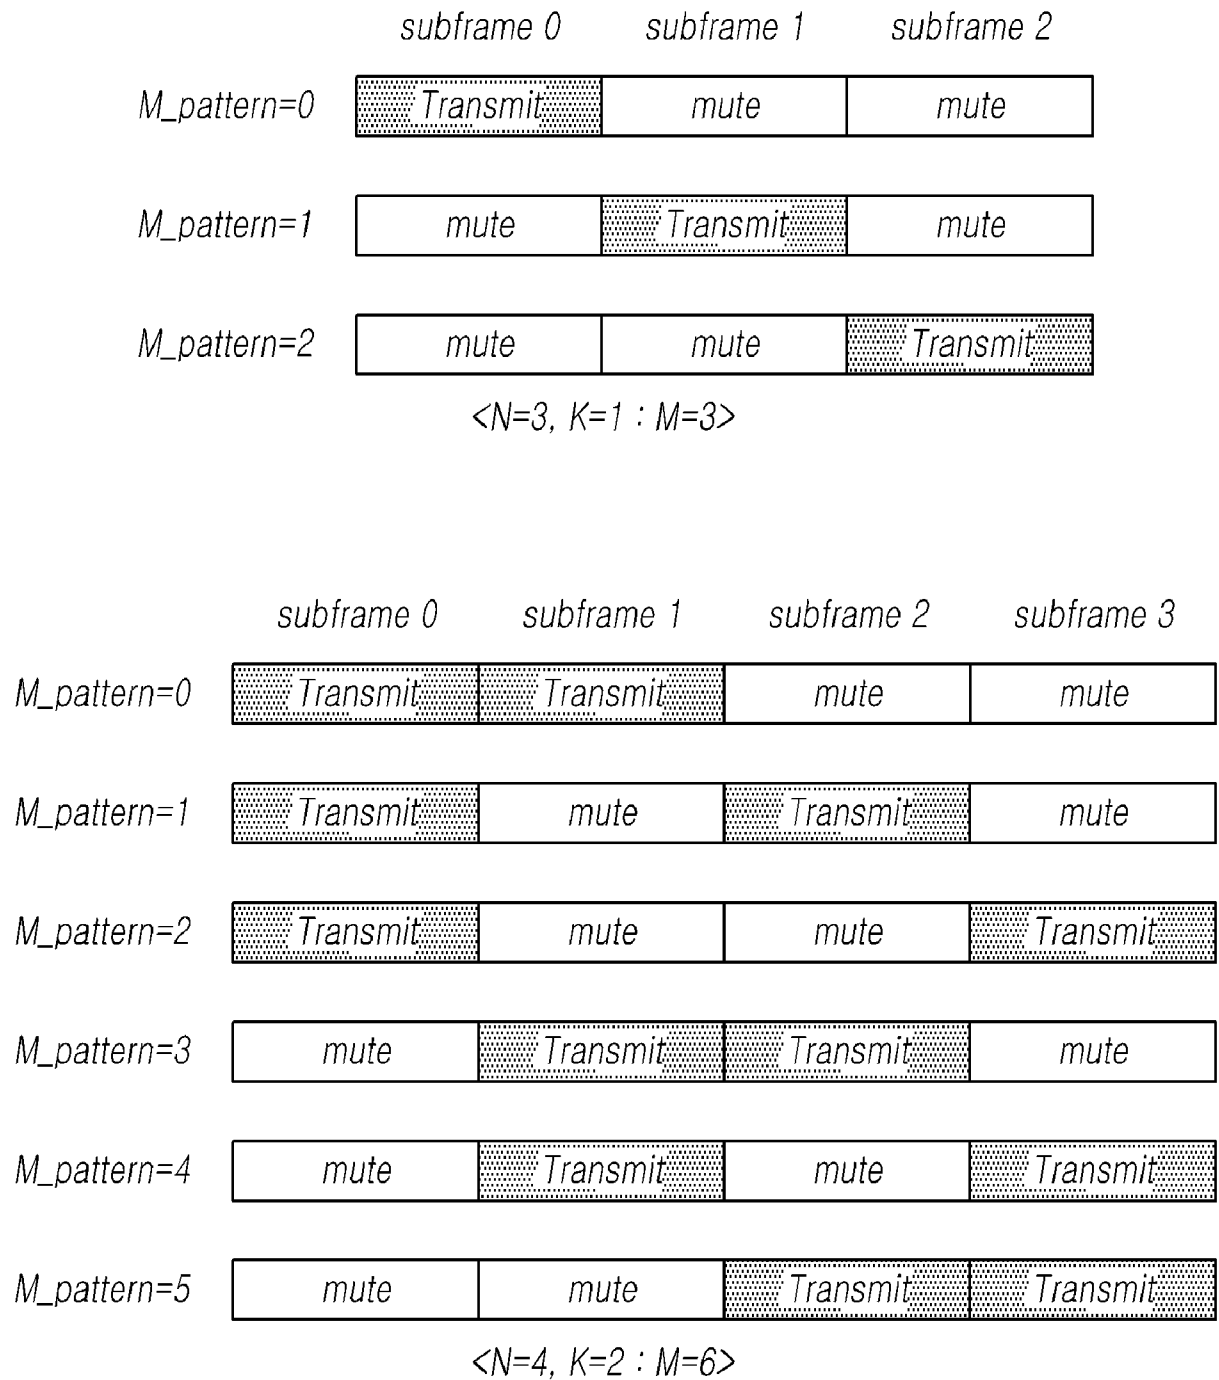 subframe 0 subframe 1 subframe 2
M_pattern=0 Transmit mute mute
M_pattern=1 mute Transmit mute
M_pattern=2 mute mute Transmit
<N=3, K=1 : M=3>
subframe 0 subframe 1 subframe 2 subframe 3
M_pattern=0 Transmit Transmit mute mute
M_pattern=1 Transmit mute Transmit mute
M_pattern=2 Transmit mute mute Transmit
M_pattern=3 mute Transmit Transmit mute
M_pattern=4 mute Transmit mute Transmit
M_pattern=5 mute mute Transmit Transmit
<N=4, K=2 : M=6>